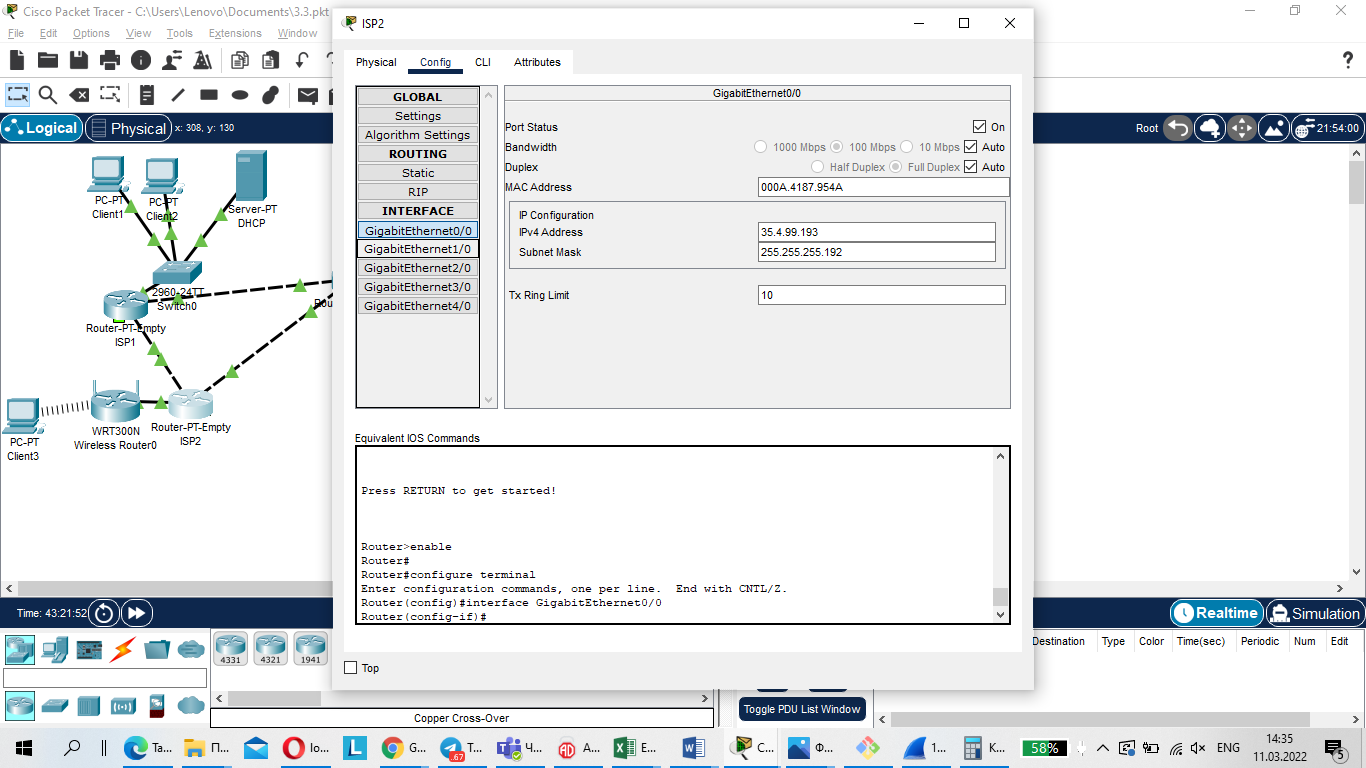 Cisco Packet Tracer - C:\Users\Lenovo\Documents\3.3.pkt
File Edit Options View Tools Extensions Window
Logical Physical x: 308, y: 130
Root 21:54:00
PC-PT
Client1
PC-PT
Client2
Server-PT
DHCP
2960-24TT
Switch0
Router-PT-Empty
ISP1
Rou
WRT300N
Wireless Router0
Router-PT-Empty
ISP2
PC-PT
Client3
ISP2
Physical Config CLI Attributes
GLOBAL
Settings
Algorithm Settings
ROUTING
Static
RIP
INTERFACE
GigabitEthernet0/0
GigabitEthernet1/0
GigabitEthernet2/0
GigabitEthernet3/0
GigabitEthernet4/0
GigabitEthernet0/0
Port Status On
Bandwidth 1000 Mbps 100 Mbps 10 Mbps Auto
Duplex Half Duplex Full Duplex Auto
MAC Address 000A.4187.954A
IP Configuration
IPv4 Address 35.4.99.193
Subnet Mask 255.255.255.192
Tx Ring Limit 10
Equivalent IOS Commands
Press RETURN to get started!
Router>enable
Router#
Router#configure terminal
Enter configuration commands, one per line. End with CNTL/Z.
Router(config)#interface GigabitEthernet0/0
Router(config-if)#
Top
Time: 43:21:52
Realtime Simulation
4331 4321 1941
Copper Cross-Over
Destination Type Color Time(sec) Periodic Num Edit
Toggle PDU List Window
Ta... П... L Io... G... .67 T... Ч... A... E... C... Ф... 1... K...
58% ENG 14:35
11.03.2022 5